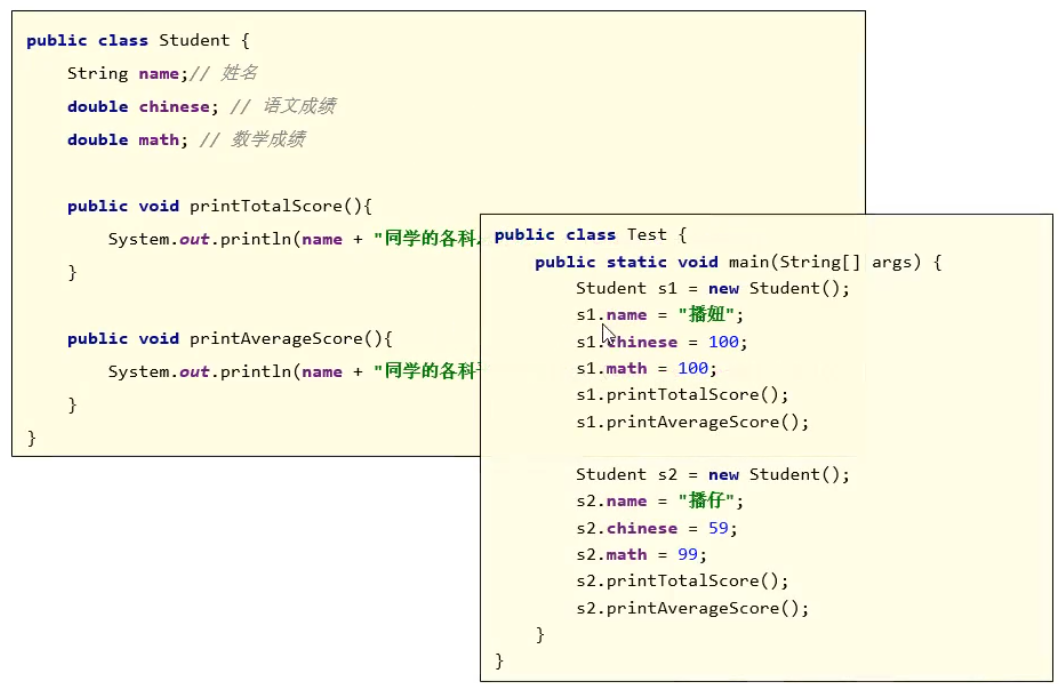 public class Student {
String name;// 姓名
double chinese; // 语文成绩
double math; // 数学成绩
public void printTotalScore(){
System.out.println(name + "同学的各科
}
public void printAverageScore(){
System.out.println(name + "同学的各科
}
}
public class Test {
public static void main(String[] args) {
Student s1 = new Student();
s1.name = "播妞";
s1.chinese = 100;
s1.math = 100;
s1.printTotalScore();
s1.printAverageScore();
Student s2 = new Student();
s2.name = "播仔";
s2.chinese = 59;
s2.math = 99;
s2.printTotalScore();
s2.printAverageScore();
}
}